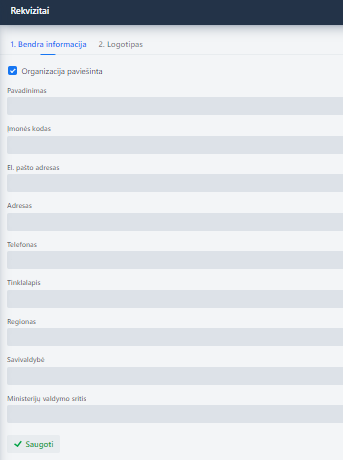 Rekvizitai
1. Bendra informacija 2. Logotipas
Organizacija paviešinta
Pavadinimas
Įmonės kodas
El. pašto adresas
Adresas
Telefonas
Tinklalapis
Regionas
Savivaldybė
Ministerijų valdymo sritis
Saugoti